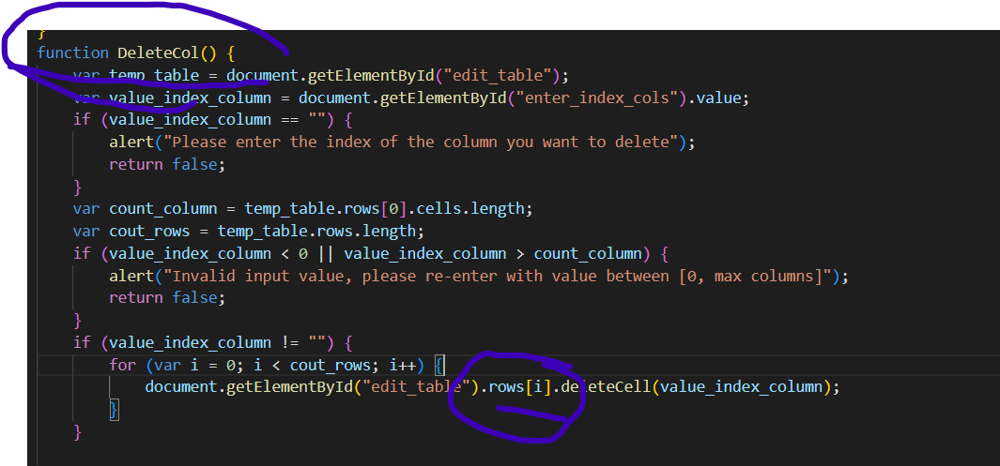 }
function DeleteCol() {
var temp_table = document.getElementById("edit_table");
var value_index_column = document.getElementById("enter_index_cols").value;
if (value_index_column == "") {
alert("Please enter the index of the column you want to delete");
return false;
}
var count_column = temp_table.rows[0].cells.length;
var cout_rows = temp_table.rows.length;
if (value_index_column < 0 || value_index_column > count_column) {
alert("Invalid input value, please re-enter with value between [0, max columns]");
return false;
}
if (value_index_column != "") {
for (var i = 0; i < cout_rows; i++) {
document.getElementById("edit_table").rows[i].deleteCell(value_index_column);
}
}